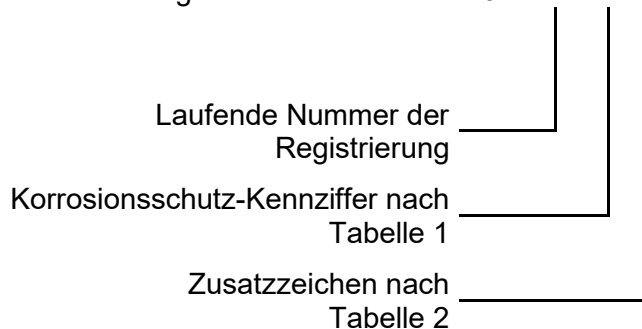 Laufende Nummer der
Registrierung
Korrosionsschutz-Kennziffer nach
Tabelle 1
Zusatzzeichen nach
Tabelle 2